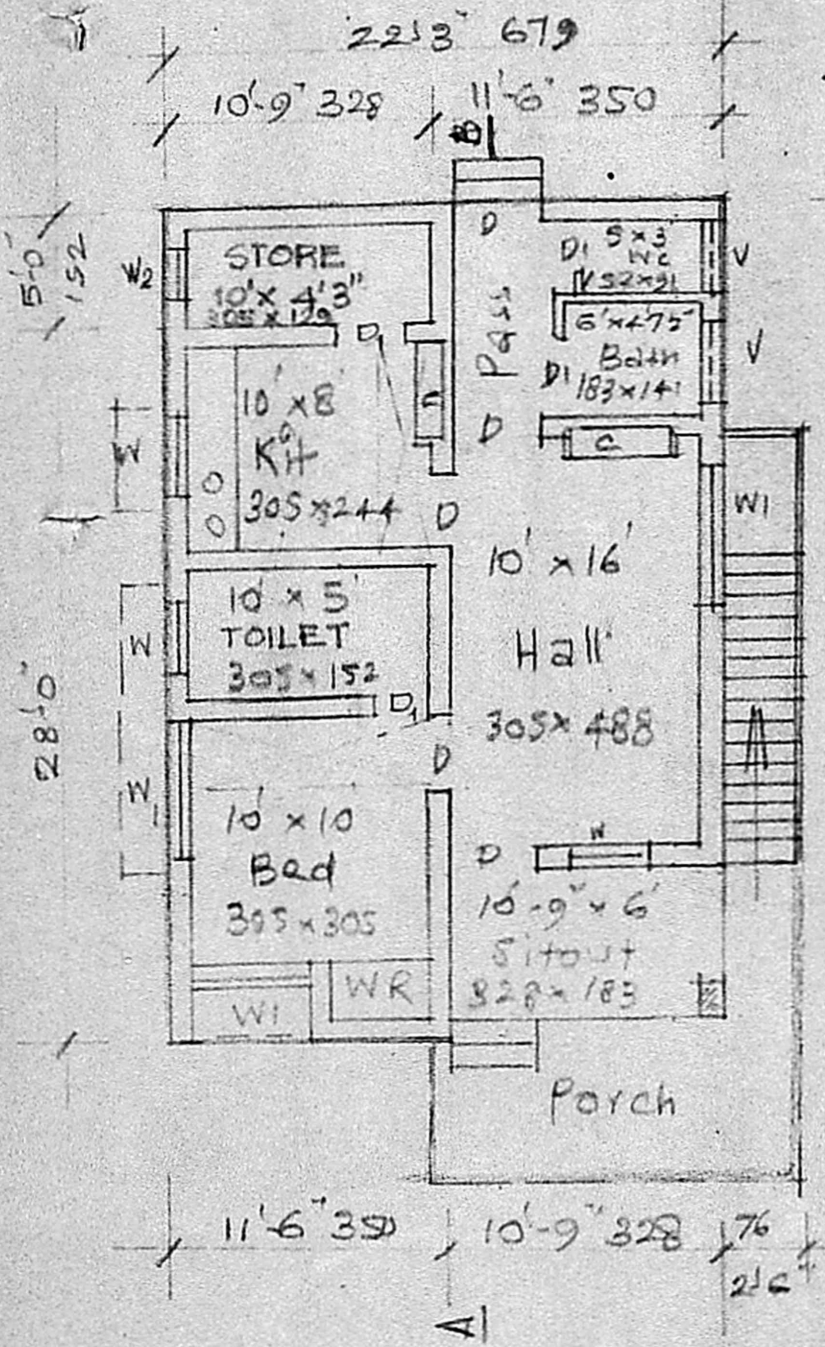 22'3" 679
10'-9" 328
11'-6" 350
B
5'-0"
152
W2
STORE
10' x 4'3"
305 x 129
D1
D
Pass
D1
5 x 3'
WC
152 x 91
V
6' x 4.75'
Bath
D1
183 x 141
V
W
10' x 8'
Kit
305 x 244
C
D
D
C
W1
10' x 16'
Hall
305 x 488
28'-0"
W
10' x 5'
TOILET
305 x 152
D1
W1
D
10' x 10
Bed
305 x 305
D
W
10'-9" x 6'
Sitout
328 x 183
W1
WR
Porch
11'-6" 350
10'-9" 328
76
2'6"
A